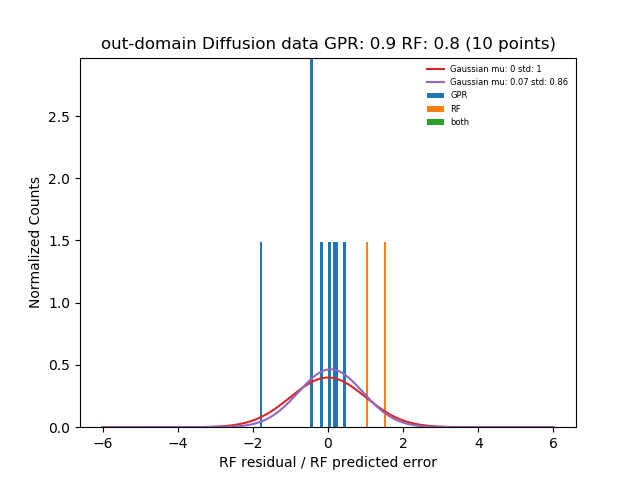 out-domain Diffusion data GPR: 0.9 RF: 0.8 (10 points)
Gaussian mu: 0 std: 1
Gaussian mu: 0.07 std: 0.86
GPR
RF
both
Normalized Counts
2.5
2.0
1.5
1.0
0.5
0.0
−6 −4 −2 0 2 4 6
RF residual / RF predicted error